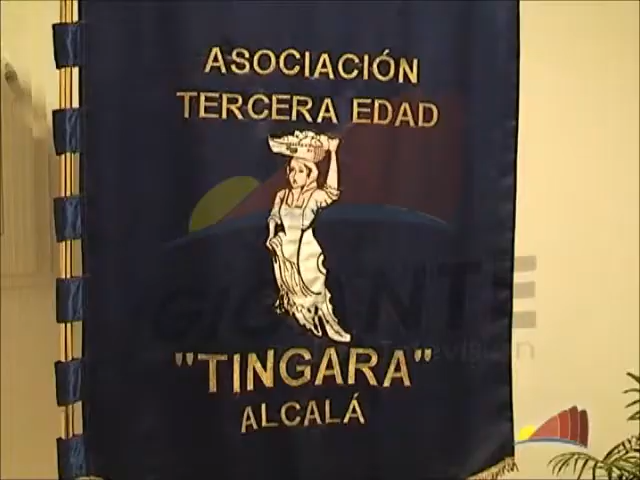 ASOCIACIÓN
TERCERA EDAD
GIGANTE
Televisión
"TINGARA"
ALCALÁ